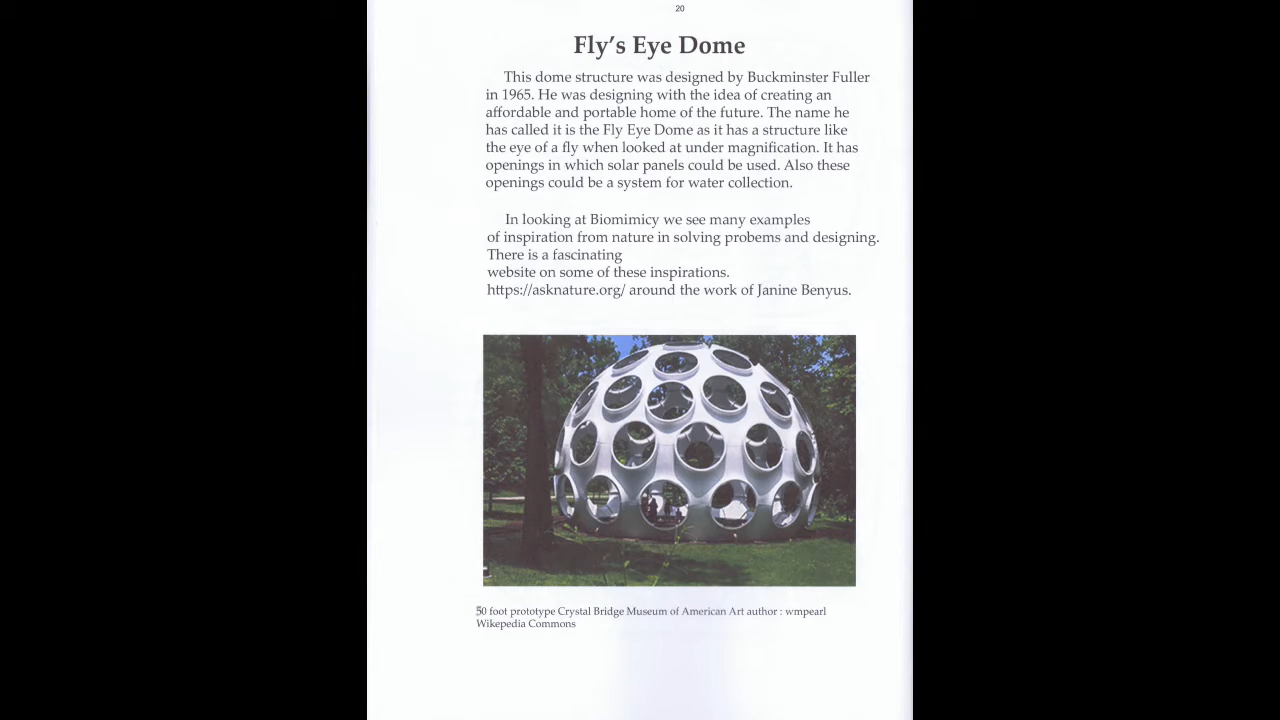 20
Fly's Eye Dome
This dome structure was designed by Buckminster Fuller
in 1965. He was designing with the idea of creating an
affordable and portable home of the future. The name he
has called it is the Fly Eye Dome as it has a structure like
the eye of a fly when looked at under magnification. It has
openings in which solar panels could be used. Also these
openings could be a system for water collection.
In looking at Biomimicy we see many examples
of inspiration from nature in solving probems and designing.
There is a fascinating
website on some of these inspirations.
https://asknature.org/ around the work of Janine Benyus.
50 foot prototype Crystal Bridge Museum of American Art author : wmpearl
Wikepedia Commons